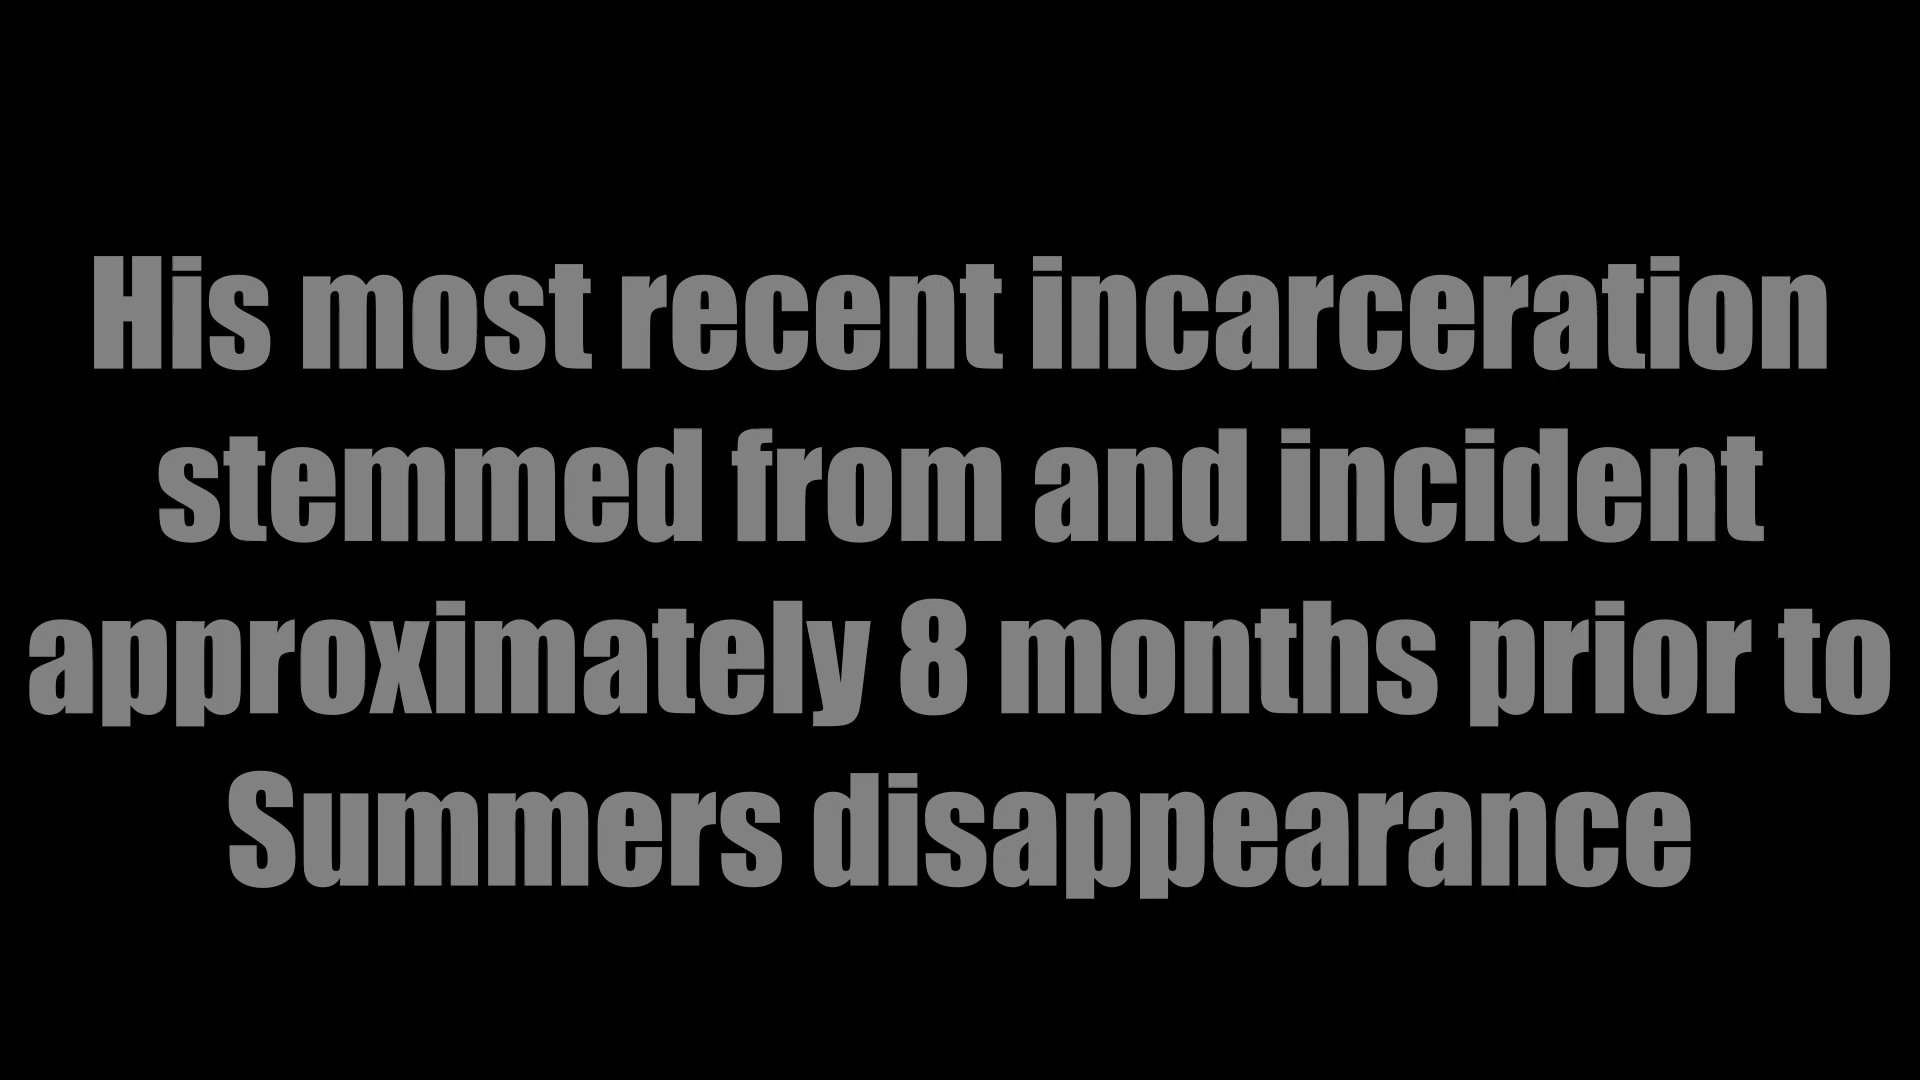 His most recent incarceration
stemmed from and incident
approximately 8 months prior to
Summers disappearance